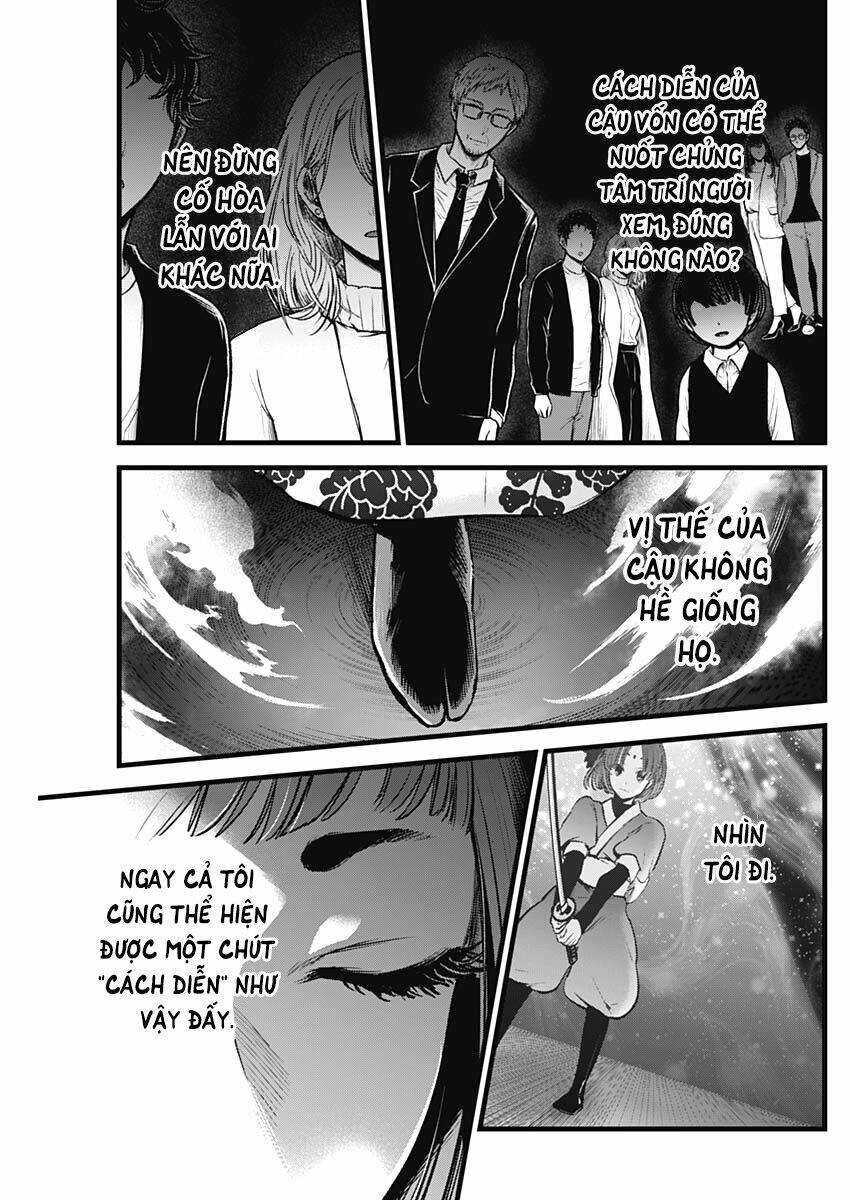 CÁCH DIỄN CỦA
CẬU VỐN CÓ THỂ
NUỐT CHỬNG
TÂM TRÍ NGƯỜI
XEM, ĐÚNG
KHÔNG NÀO?
NÊN ĐỪNG
CỐ HÒA
LẪN VỚI AI
KHÁC NỮA.
VỊ THẾ CỦA
CẬU KHÔNG
HỀ GIỐNG
HỌ.
NHÌN
TÔI ĐI.
NGAY CẢ TÔI
CŨNG THỂ HIỆN
ĐƯỢC MỘT CHÚT
"CÁCH DIỄN" NHƯ
VẬY ĐẤY.